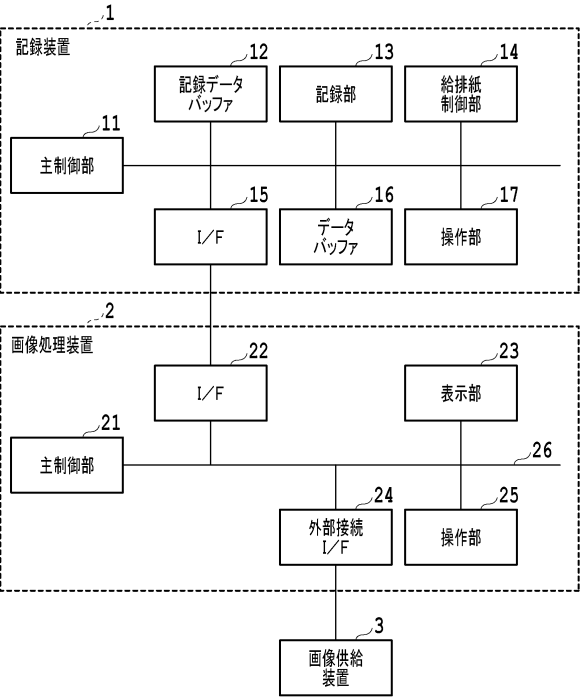 1
記録装置
12
13
14
記録データ
バッファ
記録部
給排紙
制御部
11
主制御部
15
16
17
I/F
データ
バッファ
操作部
2
画像処理装置
22
23
I/F
表示部
21
主制御部
26
24
25
外部接続
I/F
操作部
3
画像供給
装置